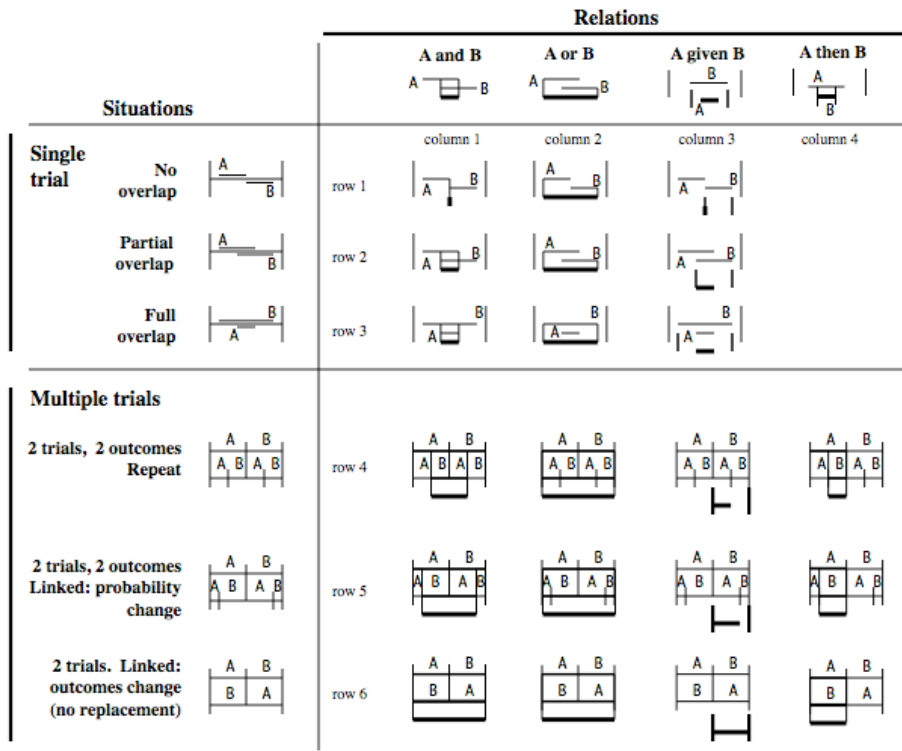 Relations
A and B
A or B
A given B
A then B
A B
A B
B
A
A
B
Situations
column 1
column 2
column 3
column 4
Single
trial
No
overlap
A
B
row 1
A B
A B
A B
Partial
overlap
A
B
row 2
A B
A B
A B
Full
overlap
B
A
row 3
A B
A B
A B
Multiple trials
2 trials, 2 outcomes
Repeat
A B
A B A B
row 4
A B
A B A B
A B
A B A B
A B
A B A B
A B
A B A B
2 trials, 2 outcomes
Linked: probability
change
A B
A B A B
row 5
A B
A B A B
A B
A B A B
A B
A B A B
A B
A B A B
2 trials. Linked:
outcomes change
(no replacement)
A B
B A
row 6
A B
B A
A B
B A
A B
B A
A B
B A